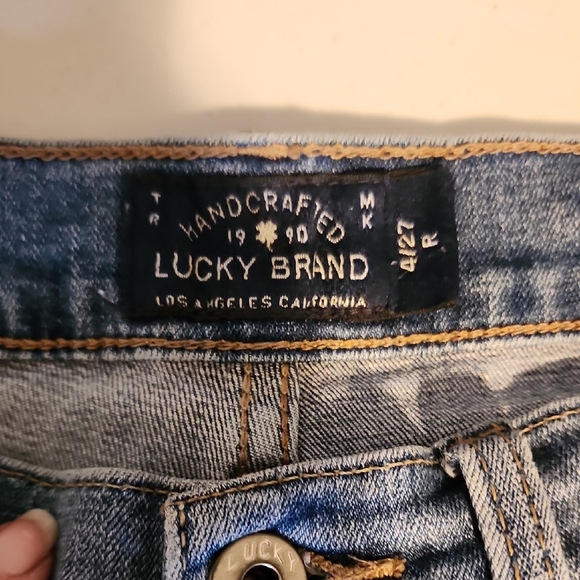 TR
HANDCRAFTED
MK
19 90
LUCKY BRAND
LOS ANGELES CALIFORNIA
4/27
R
LUCKY